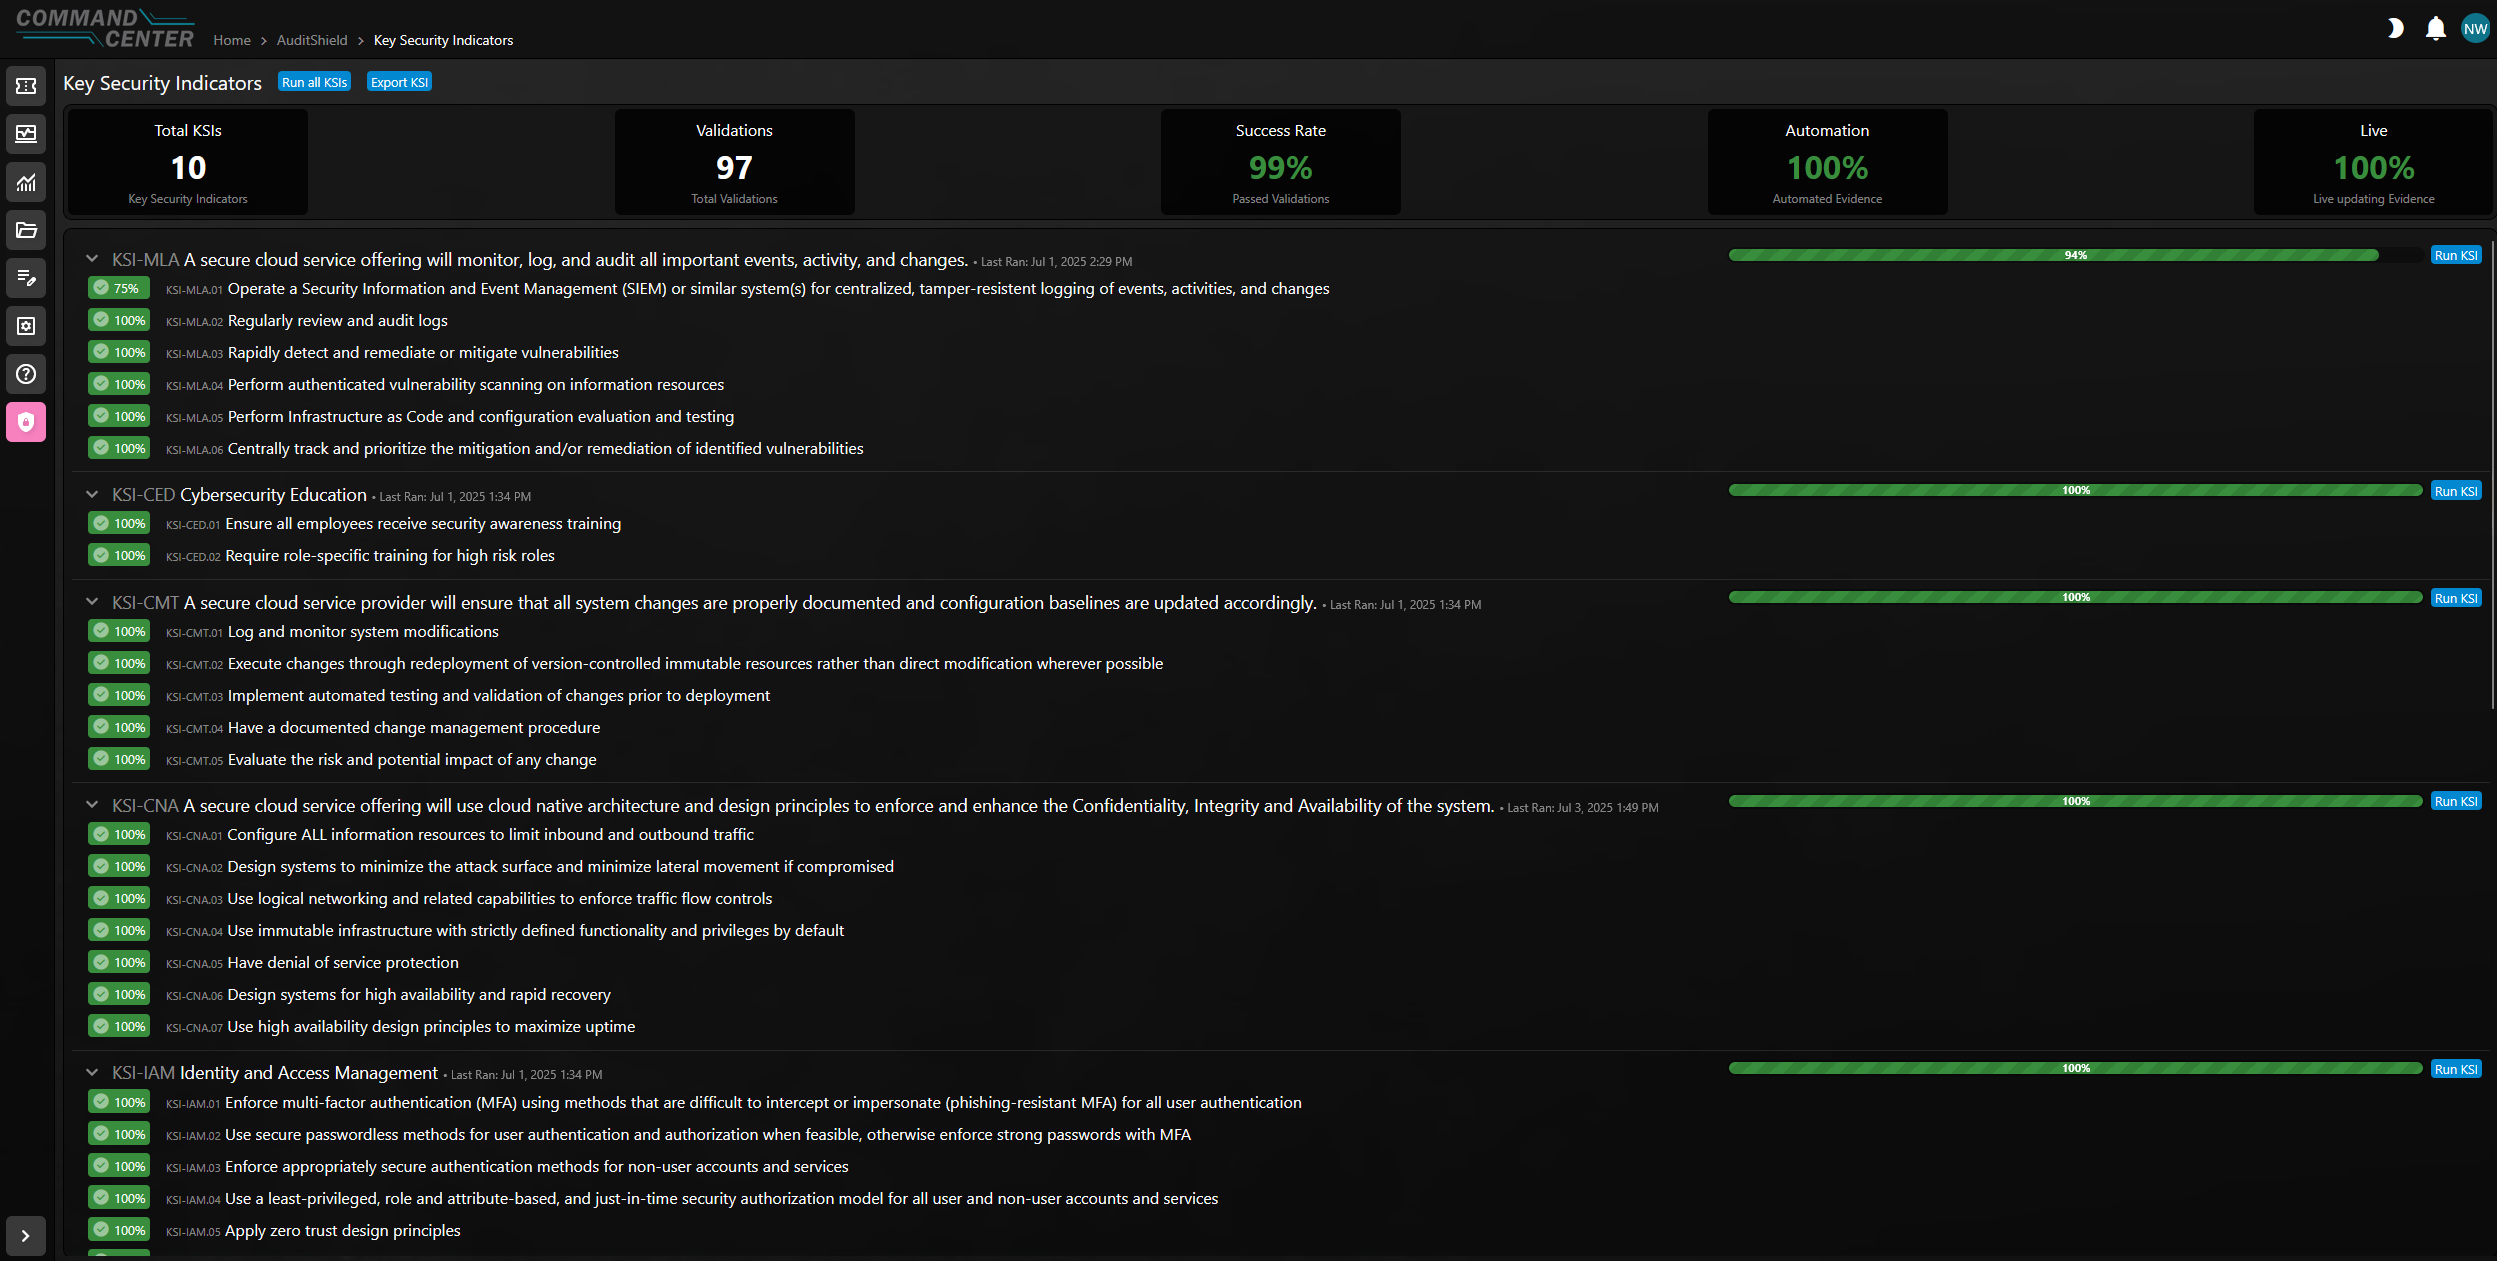 COMMAND CENTER
Home > AuditShield > Key Security Indicators
NW
Key Security Indicators Run all KSIs Export KSI
Total KSIs
10
Key Security Indicators
Validations
97
Total Validations
Success Rate
99%
Passed Validations
Automation
100%
Automated Evidence
Live
100%
Live updating Evidence
KSI-MLA A secure cloud service offering will monitor, log, and audit all important events, activity, and changes. • Last Ran: Jul 1, 2025 2:29 PM 94% Run KSI
75% KSI-MLA.01 Operate a Security Information and Event Management (SIEM) or similar system(s) for centralized, tamper-resistent logging of events, activities, and changes
100% KSI-MLA.02 Regularly review and audit logs
100% KSI-MLA.03 Rapidly detect and remediate or mitigate vulnerabilities
100% KSI-MLA.04 Perform authenticated vulnerability scanning on information resources
100% KSI-MLA.05 Perform Infrastructure as Code and configuration evaluation and testing
100% KSI-MLA.06 Centrally track and prioritize the mitigation and/or remediation of identified vulnerabilities
KSI-CED Cybersecurity Education • Last Ran: Jul 1, 2025 1:34 PM 100% Run KSI
100% KSI-CED.01 Ensure all employees receive security awareness training
100% KSI-CED.02 Require role-specific training for high risk roles
KSI-CMT A secure cloud service provider will ensure that all system changes are properly documented and configuration baselines are updated accordingly. • Last Ran: Jul 1, 2025 1:34 PM 100% Run KSI
100% KSI-CMT.01 Log and monitor system modifications
100% KSI-CMT.02 Execute changes through redeployment of version-controlled immutable resources rather than direct modification wherever possible
100% KSI-CMT.03 Implement automated testing and validation of changes prior to deployment
100% KSI-CMT.04 Have a documented change management procedure
100% KSI-CMT.05 Evaluate the risk and potential impact of any change
KSI-CNA A secure cloud service offering will use cloud native architecture and design principles to enforce and enhance the Confidentiality, Integrity and Availability of the system. • Last Ran: Jul 3, 2025 1:49 PM 100% Run KSI
100% KSI-CNA.01 Configure ALL information resources to limit inbound and outbound traffic
100% KSI-CNA.02 Design systems to minimize the attack surface and minimize lateral movement if compromised
100% KSI-CNA.03 Use logical networking and related capabilities to enforce traffic flow controls
100% KSI-CNA.04 Use immutable infrastructure with strictly defined functionality and privileges by default
100% KSI-CNA.05 Have denial of service protection
100% KSI-CNA.06 Design systems for high availability and rapid recovery
100% KSI-CNA.07 Use high availability design principles to maximize uptime
KSI-IAM Identity and Access Management • Last Ran: Jul 1, 2025 1:34 PM 100% Run KSI
100% KSI-IAM.01 Enforce multi-factor authentication (MFA) using methods that are difficult to intercept or impersonate (phishing-resistant MFA) for all user authentication
100% KSI-IAM.02 Use secure passwordless methods for user authentication and authorization when feasible, otherwise enforce strong passwords with MFA
100% KSI-IAM.03 Enforce appropriately secure authentication methods for non-user accounts and services
100% KSI-IAM.04 Use a least-privileged, role and attribute-based, and just-in-time security authorization model for all user and non-user accounts and services
100% KSI-IAM.05 Apply zero trust design principles